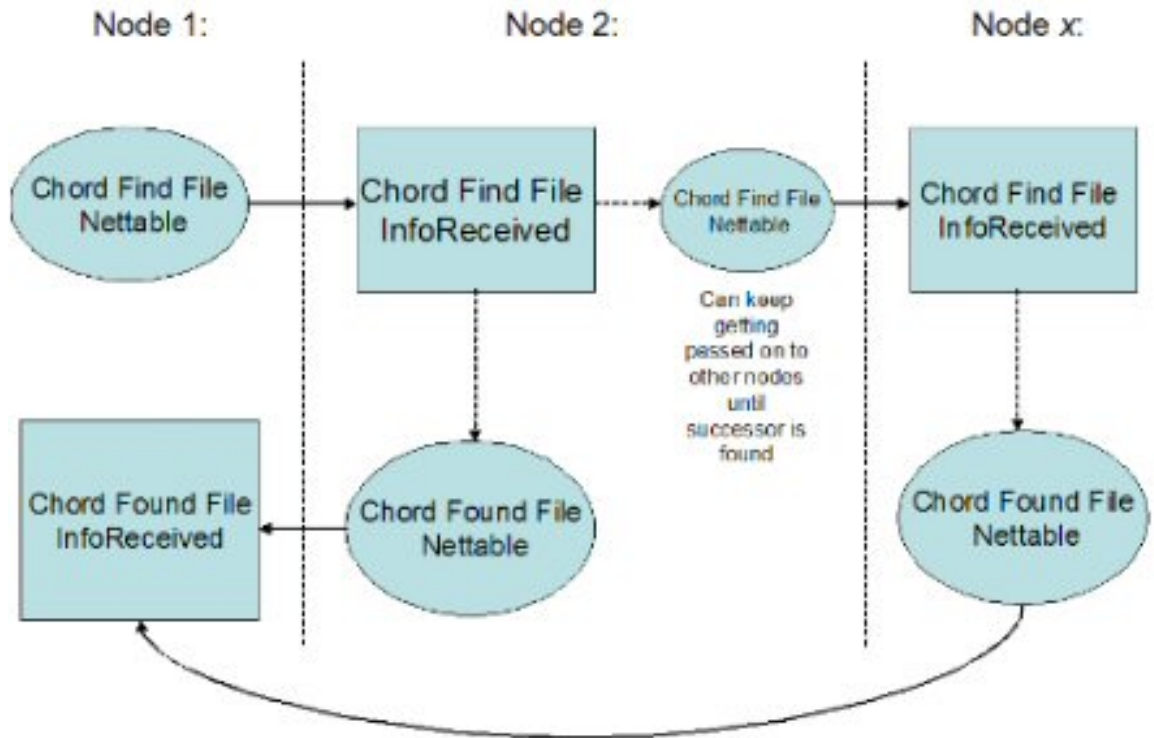 Node 1:
Node 2:
Node x:
Chord Find File
Nettable
Chord Find File
InfoReceived
Chord Find File
Nettable
Chord Find File
InfoReceived
Can keep
getting
passed on to
other nodes
until
successor is
found
Chord Found File
InfoReceived
Chord Found File
Nettable
Chord Found File
Nettable